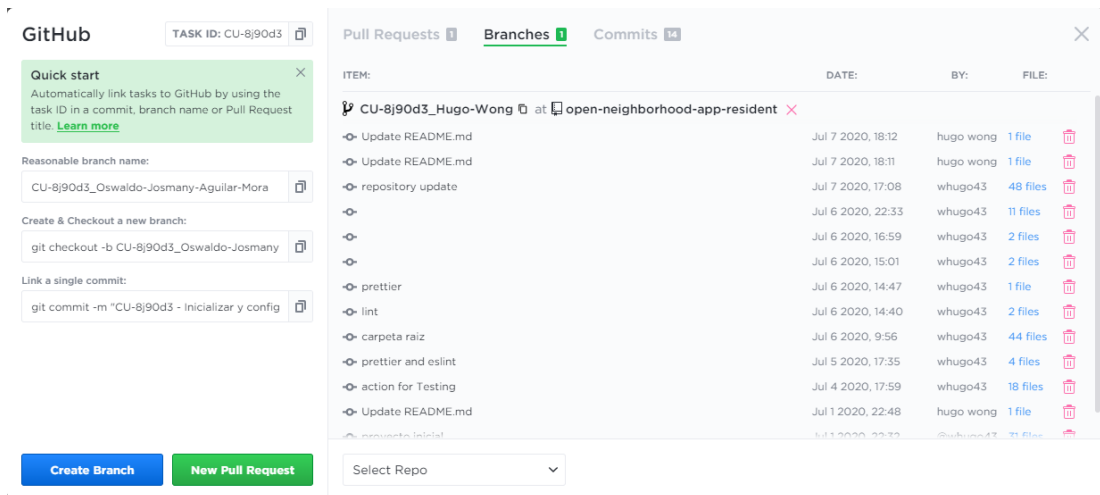 GitHub
TASK ID: CU-8j90d3
Quick start
Automatically link tasks to GitHub by using the
task ID in a commit, branch name or Pull Request
title. Learn more
Reasonable branch name:
CU-8j90d3_Oswaldo-Josmany-Aguilar-Mora
Create & Checkout a new branch:
git checkout -b CU-8j90d3_Oswaldo-Josmany
Link a single commit:
git commit -m "CU-8j90d3 - Inicializar y config
Create Branch
New Pull Request
Pull Requests 1 Branches 1 Commits 14
ITEM: DATE: BY: FILE:
CU-8j90d3_Hugo-Wong at open-neighborhood-app-resident
Update README.md Jul 7 2020, 18:12 hugo wong 1 file
Update README.md Jul 7 2020, 18:11 hugo wong 1 file
repository update Jul 7 2020, 17:08 whugo43 48 files
Jul 6 2020, 22:33 whugo43 11 files
Jul 6 2020, 16:59 whugo43 2 files
Jul 6 2020, 15:01 whugo43 2 files
prettier Jul 6 2020, 14:47 whugo43 1 file
lint Jul 6 2020, 14:40 whugo43 2 files
carpeta raiz Jul 6 2020, 9:56 whugo43 44 files
prettier and eslint Jul 5 2020, 17:35 whugo43 4 files
action for Testing Jul 4 2020, 17:59 whugo43 18 files
Update README.md Jul 1 2020, 22:48 hugo wong 1 file
proyecto inicial Jul 1 2020, 22:32 @whugo43 71 files
Select Repo